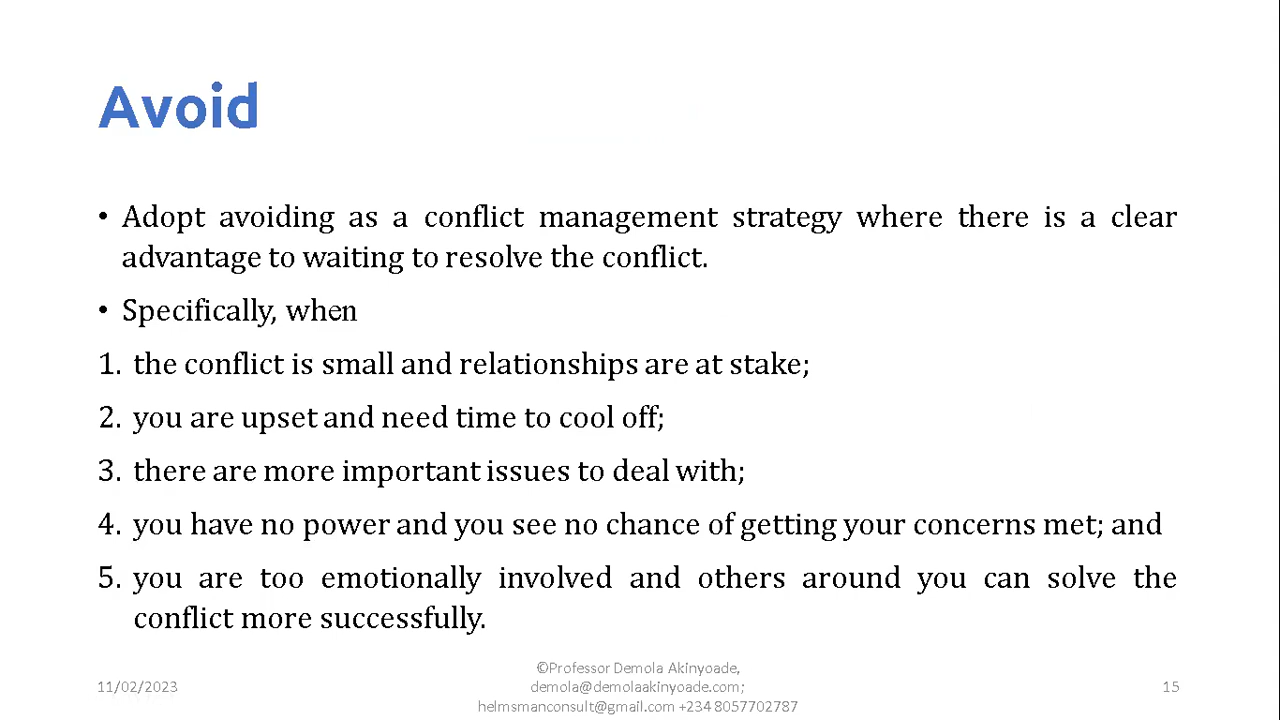 Avoid
• Adopt avoiding as a conflict management strategy where there is a clear
advantage to waiting to resolve the conflict.
• Specifically, when
1. the conflict is small and relationships are at stake;
2. you are upset and need time to cool off;
3. there are more important issues to deal with;
4. you have no power and you see no chance of getting your concerns met; and
5. you are too emotionally involved and others around you can solve the
conflict more successfully.
11/02/2023
©Professor Demola Akinyoade,
demola@demolaakinyoade.com;
helmsmanconsult@gmail.com +234 8057702787
15